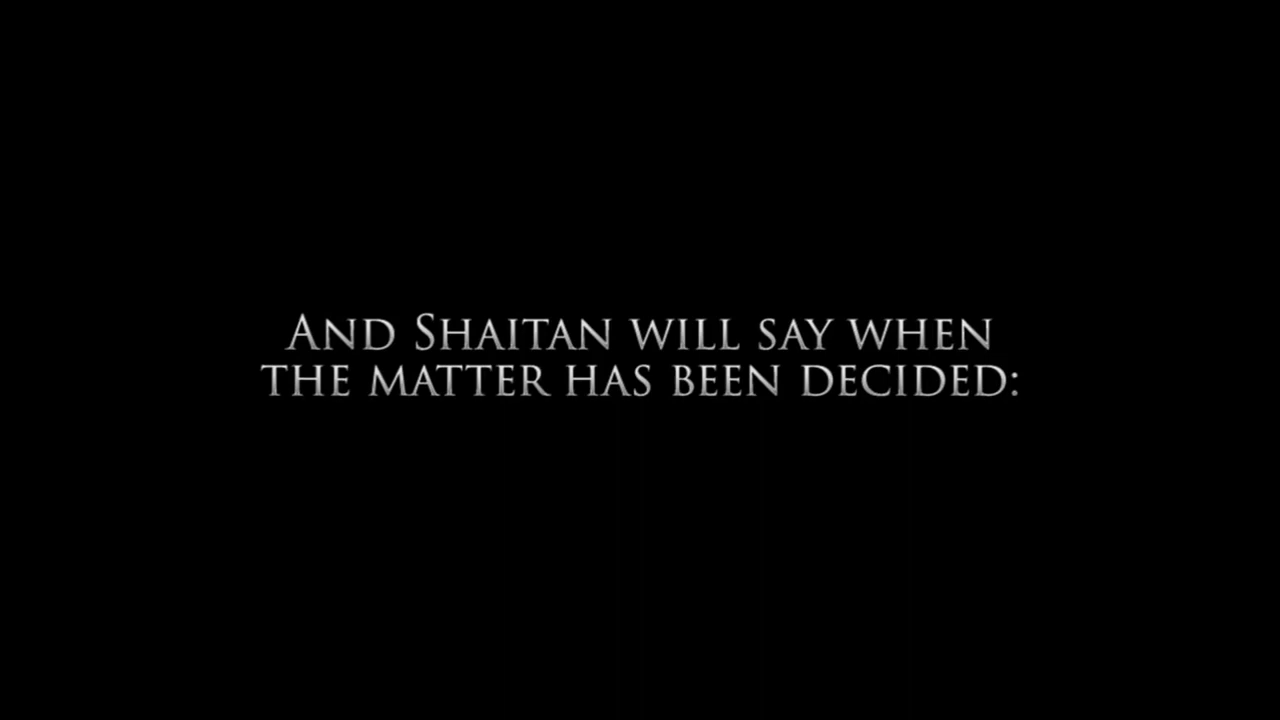 And Shaitan will say when
the matter has been decided: